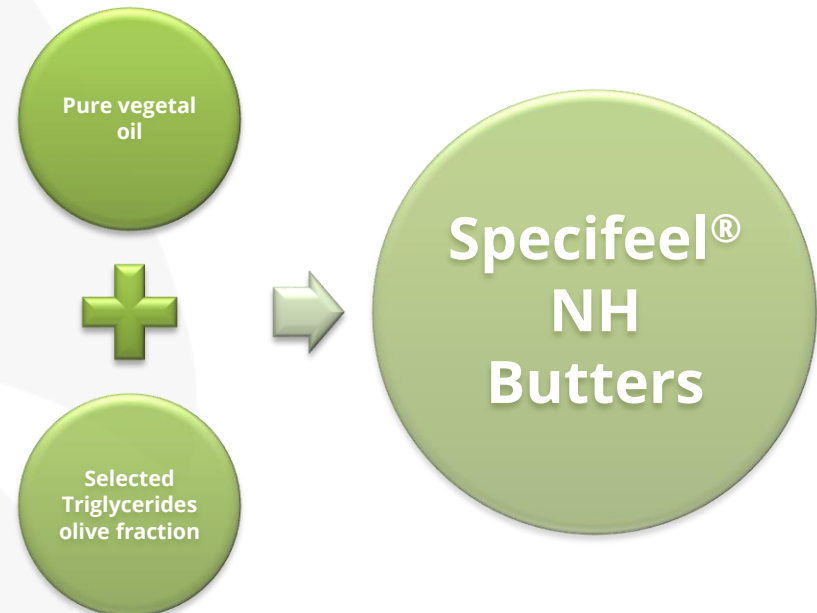 Pure vegetal
oil
Selected
Triglycerides
olive fraction
Specifeel®
NH
Butters